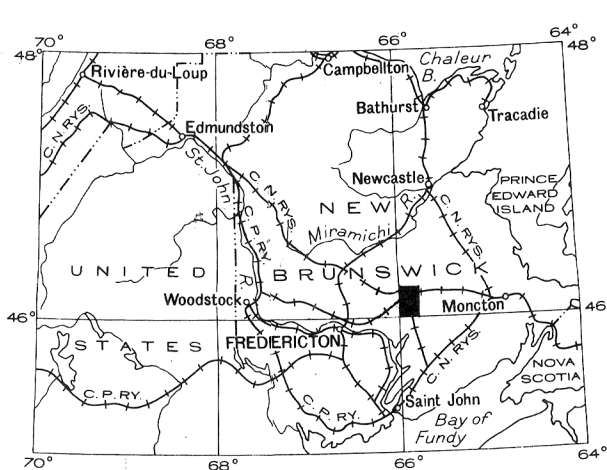 70°
68°
66°
64°
48°
48°
Chaleur
B.
Rivière-du-Loup
Campbellton
Bathurst
Tracadie
C.N.RYS.
Edmundston
St. John
R.
Newcastle
PRINCE
EDWARD
ISLAND
C.N.RYS.
NEW
Miramichi
R.
C.N.RYS.
C.P.RY.
UNITED
BRUNSWICK
Woodstock
Moncton
46°
46
STATES
FREDERICTON
C.N.RYS.
NOVA
SCOTIA
C.P.RY.
C.P.RY.
Saint John
Bay of
Fundy
70°
68°
66°
64°